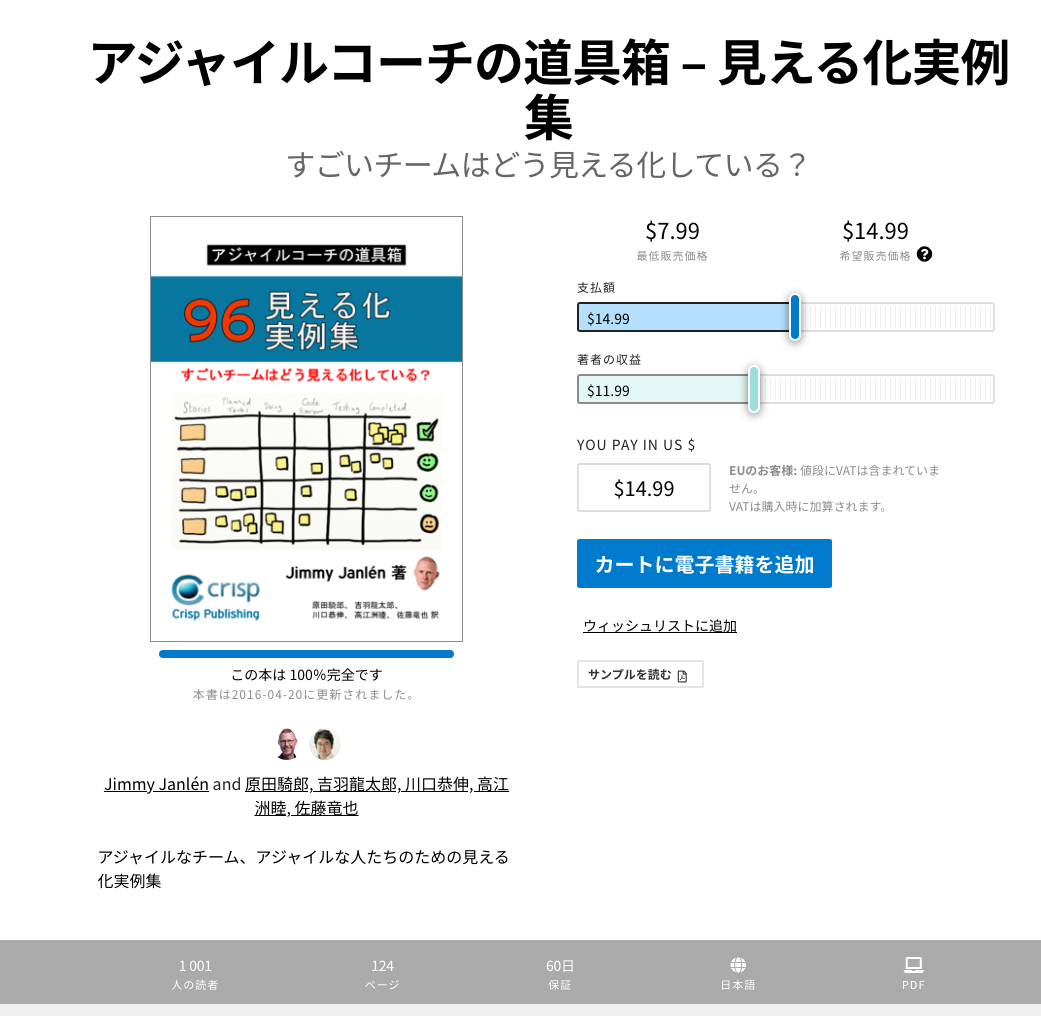 アジャイルコーチの道具箱 – 見える化実例
集
すごいチームはどう見える化している？
アジャイルコーチの道具箱
96 見える化
実例集
すごいチームはどう見える化している？
Stories Planned Tasks Doing Code Review Testing Completed
Jimmy Janlén 著
crisp
Crisp Publishing
原田騎郎、吉羽龍太郎、
川口恭伸、高江洲睦、佐藤竜也 訳
この本は 100%完全です
本書は2016-04-20に更新されました。
Jimmy Janlén and 原田騎郎, 吉羽龍太郎, 川口恭伸, 高江
洲睦, 佐藤竜也
アジャイルなチーム、アジャイルな人たちのための見える
化実例集
$7.99 $14.99
最低販売価格 希望販売価格
支払額
$14.99
著者の収益
$11.99
YOU PAY IN US $
$14.99
EUのお客様: 値段にVATは含まれていま
せん。
VATは購入時に加算されます。
カートに電子書籍を追加
ウィッシュリストに追加
サンプルを読む
1 001 124 60日
人の読者 ページ 保証 日本語 PDF